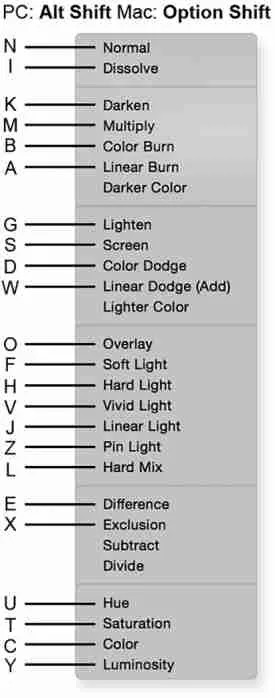 PC: Alt Shift Mac: Option Shift
N Normal
I Dissolve
K Darken
M Multiply
B Color Burn
A Linear Burn
Darker Color
G Lighten
S Screen
D Color Dodge
W Linear Dodge (Add)
Lighter Color
O Overlay
F Soft Light
H Hard Light
V Vivid Light
J Linear Light
Z Pin Light
L Hard Mix
E Difference
X Exclusion
Subtract
Divide
U Hue
T Saturation
C Color
Y Luminosity